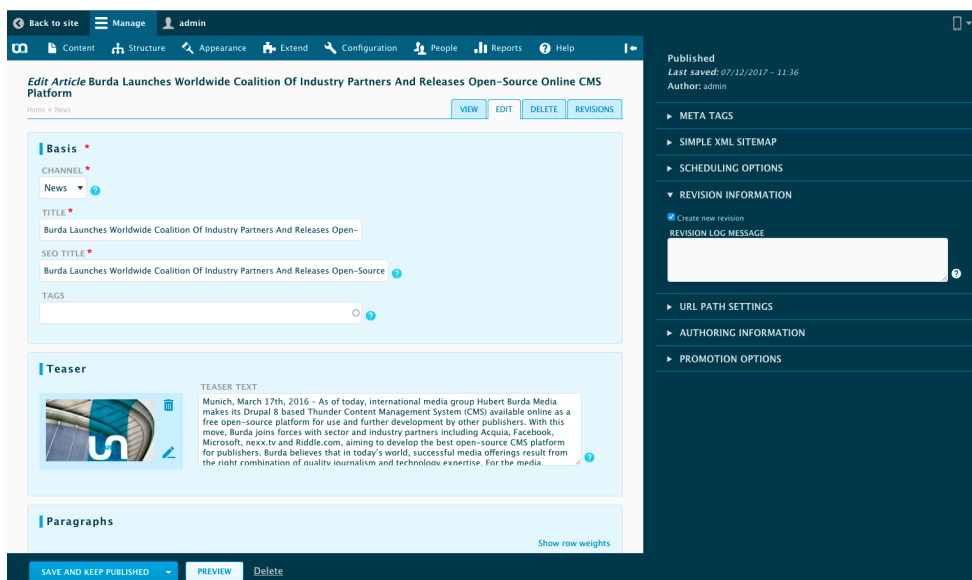 Back to site Manage admin
Content Structure Appearance Extend Configuration People Reports Help
Edit Article Burda Launches Worldwide Coalition Of Industry Partners And Releases Open-Source Online CMS
Platform
Home » News
VIEW EDIT DELETE REVISIONS
Basis *
CHANNEL *
News
TITLE *
Burda Launches Worldwide Coalition Of Industry Partners And Releases Open-
SEO TITLE *
Burda Launches Worldwide Coalition Of Industry Partners And Releases Open-Source
TAGS
Teaser
TEASER TEXT
Munich, March 17th, 2016 – As of today, international media group Hubert Burda Media
makes its Drupal 8 based Thunder Content Management System (CMS) available online as a
free open-source platform for use and further development by other publishers. With this
move, Burda joins forces with sector and industry partners including Acquia, Facebook,
Microsoft, nexx.tv and Riddle.com, aiming to develop the best open-source CMS platform
for publishers. Burda believes that in today's world, successful media offerings result from
the right combination of quality journalism and technology expertise. For the media
Paragraphs
Show row weights
SAVE AND KEEP PUBLISHED PREVIEW Delete
Published
Last saved: 07/12/2017 - 11:36
Author: admin
META TAGS
SIMPLE XML SITEMAP
SCHEDULING OPTIONS
REVISION INFORMATION
Create new revision
REVISION LOG MESSAGE
URL PATH SETTINGS
AUTHORING INFORMATION
PROMOTION OPTIONS